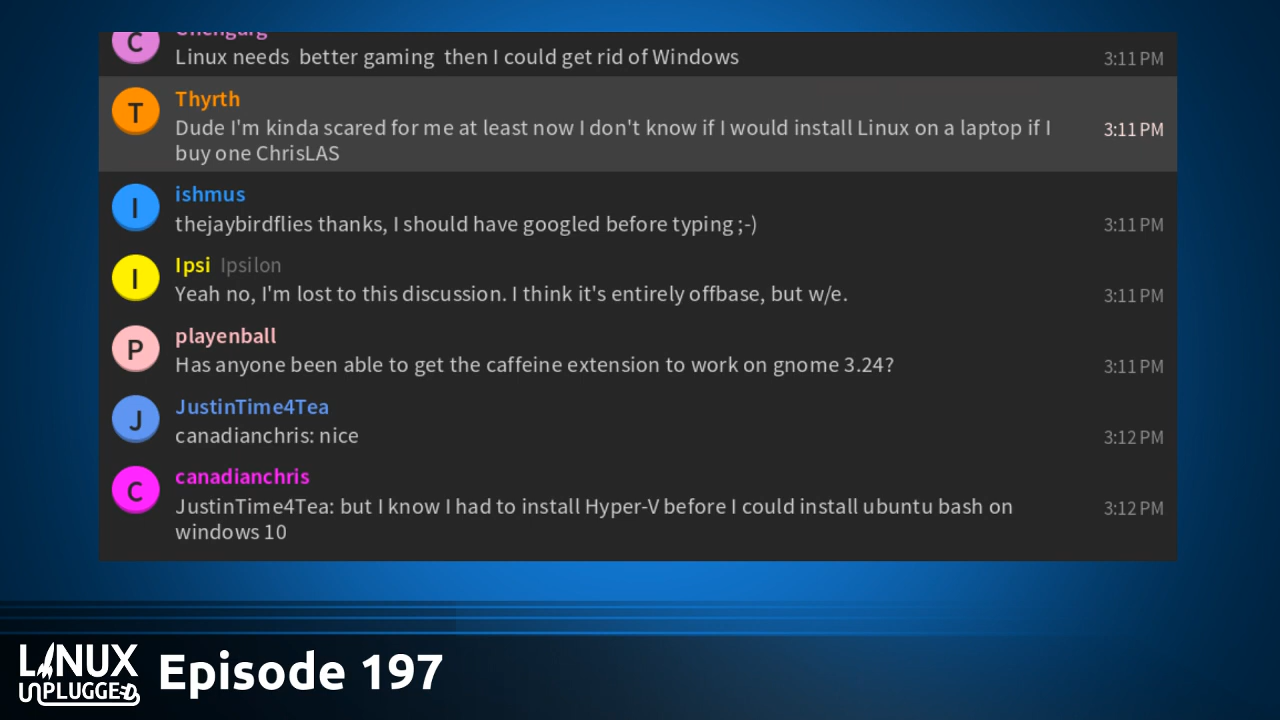 C
Linux needs  better gaming  then I could get rid of Windows
3:11 PM
T
Thyrth
Dude I'm kinda scared for me at least now I don't know if I would install Linux on a laptop if I
3:11 PM
buy one ChrisLAS
I
ishmus
thejaybirdflies thanks, I should have googled before typing ;-)
3:11 PM
I
Ipsi Ipsilon
Yeah no, I'm lost to this discussion. I think it's entirely offbase, but w/e.
3:11 PM
P
playenball
Has anyone been able to get the caffeine extension to work on gnome 3.24?
3:11 PM
J
JustinTime4Tea
canadianchris: nice
3:12 PM
C
canadianchris
JustinTime4Tea: but I know I had to install Hyper-V before I could install ubuntu bash on
3:12 PM
windows 10
LINUX
UNPLUGGED
Episode 197